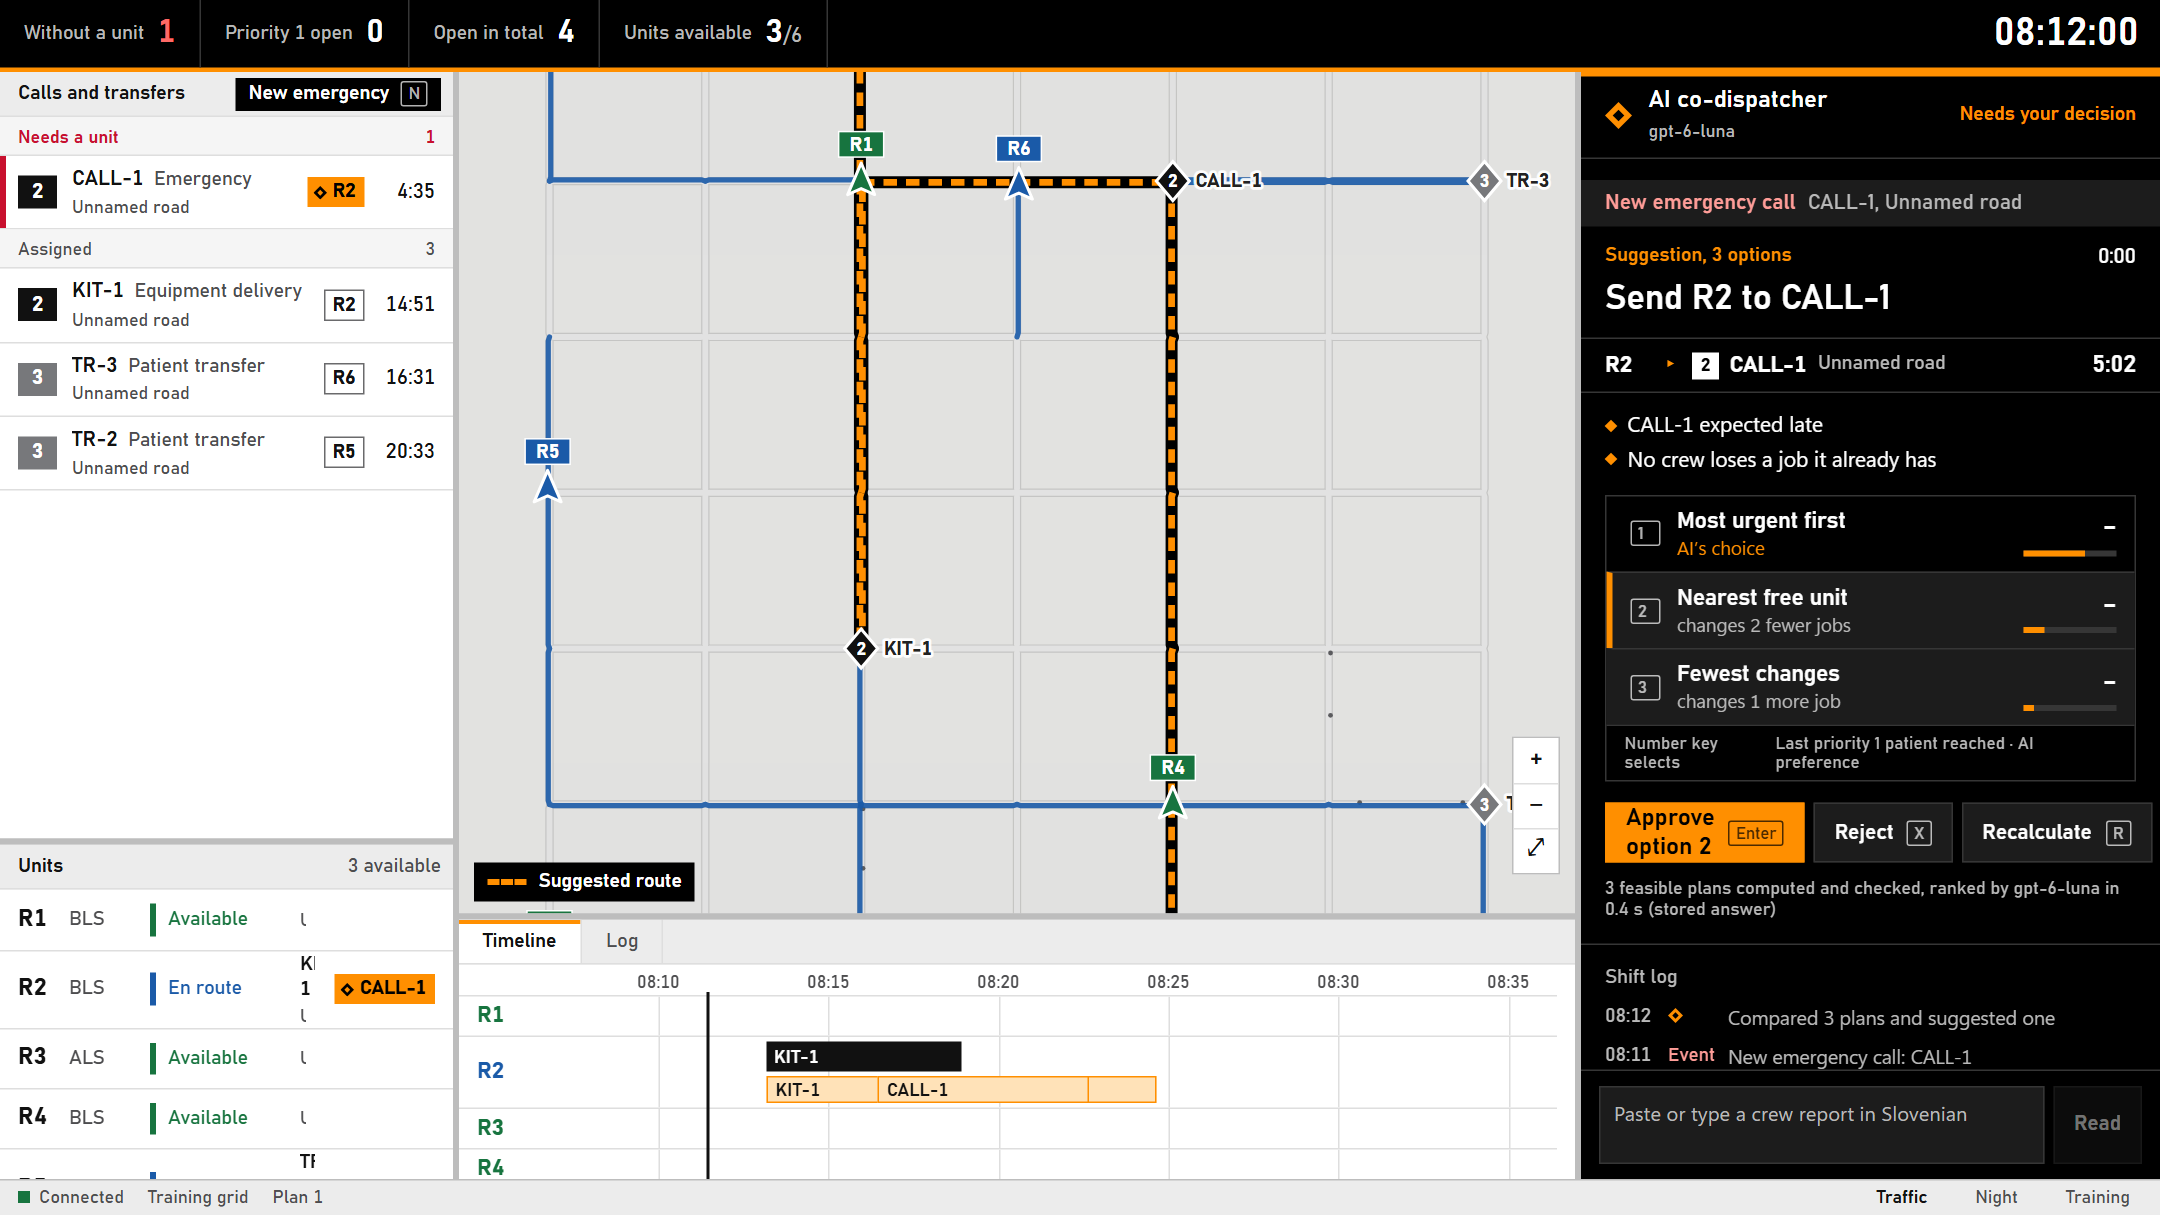 Without a unit 1
Priority 1 open 0
Open in total 4
Units available 3/6
08:12:00
Calls and transfers
New emergency N
Needs a unit 1
2 CALL-1 Emergency R2 4:35
Unnamed road
Assigned 3
2 KIT-1 Equipment delivery R2 14:51
Unnamed road
3 TR-3 Patient transfer R6 16:31
Unnamed road
3 TR-2 Patient transfer R5 20:33
Unnamed road
Units 3 available
R1 BLS Available
R2 BLS En route
1
CALL-1
R3 ALS Available
R4 BLS Available
R1
R6
2 CALL-1
3 TR-3
R5
2 KIT-1
R4
3
+
−
Suggested route
Timeline
Log
08:10 08:15 08:20 08:25 08:30 08:35
R1
R2
KIT-1
KIT-1 CALL-1
R3
R4
AI co-dispatcher
gpt-6-luna
Needs your decision
New emergency call CALL-1, Unnamed road
Suggestion, 3 options 0:00
Send R2 to CALL-1
R2 2 CALL-1 Unnamed road 5:02
CALL-1 expected late
No crew loses a job it already has
1 Most urgent first –
AI's choice
2 Nearest free unit –
changes 2 fewer jobs
3 Fewest changes –
changes 1 more job
Number key
selects
Last priority 1 patient reached · AI
preference
Approve
option 2 Enter
Reject X
Recalculate R
3 feasible plans computed and checked, ranked by gpt-6-luna in
0.4 s (stored answer)
Shift log
08:12 Compared 3 plans and suggested one
08:11 Event New emergency call: CALL-1
Paste or type a crew report in Slovenian
Read
Connected Training grid Plan 1
Traffic Night Training